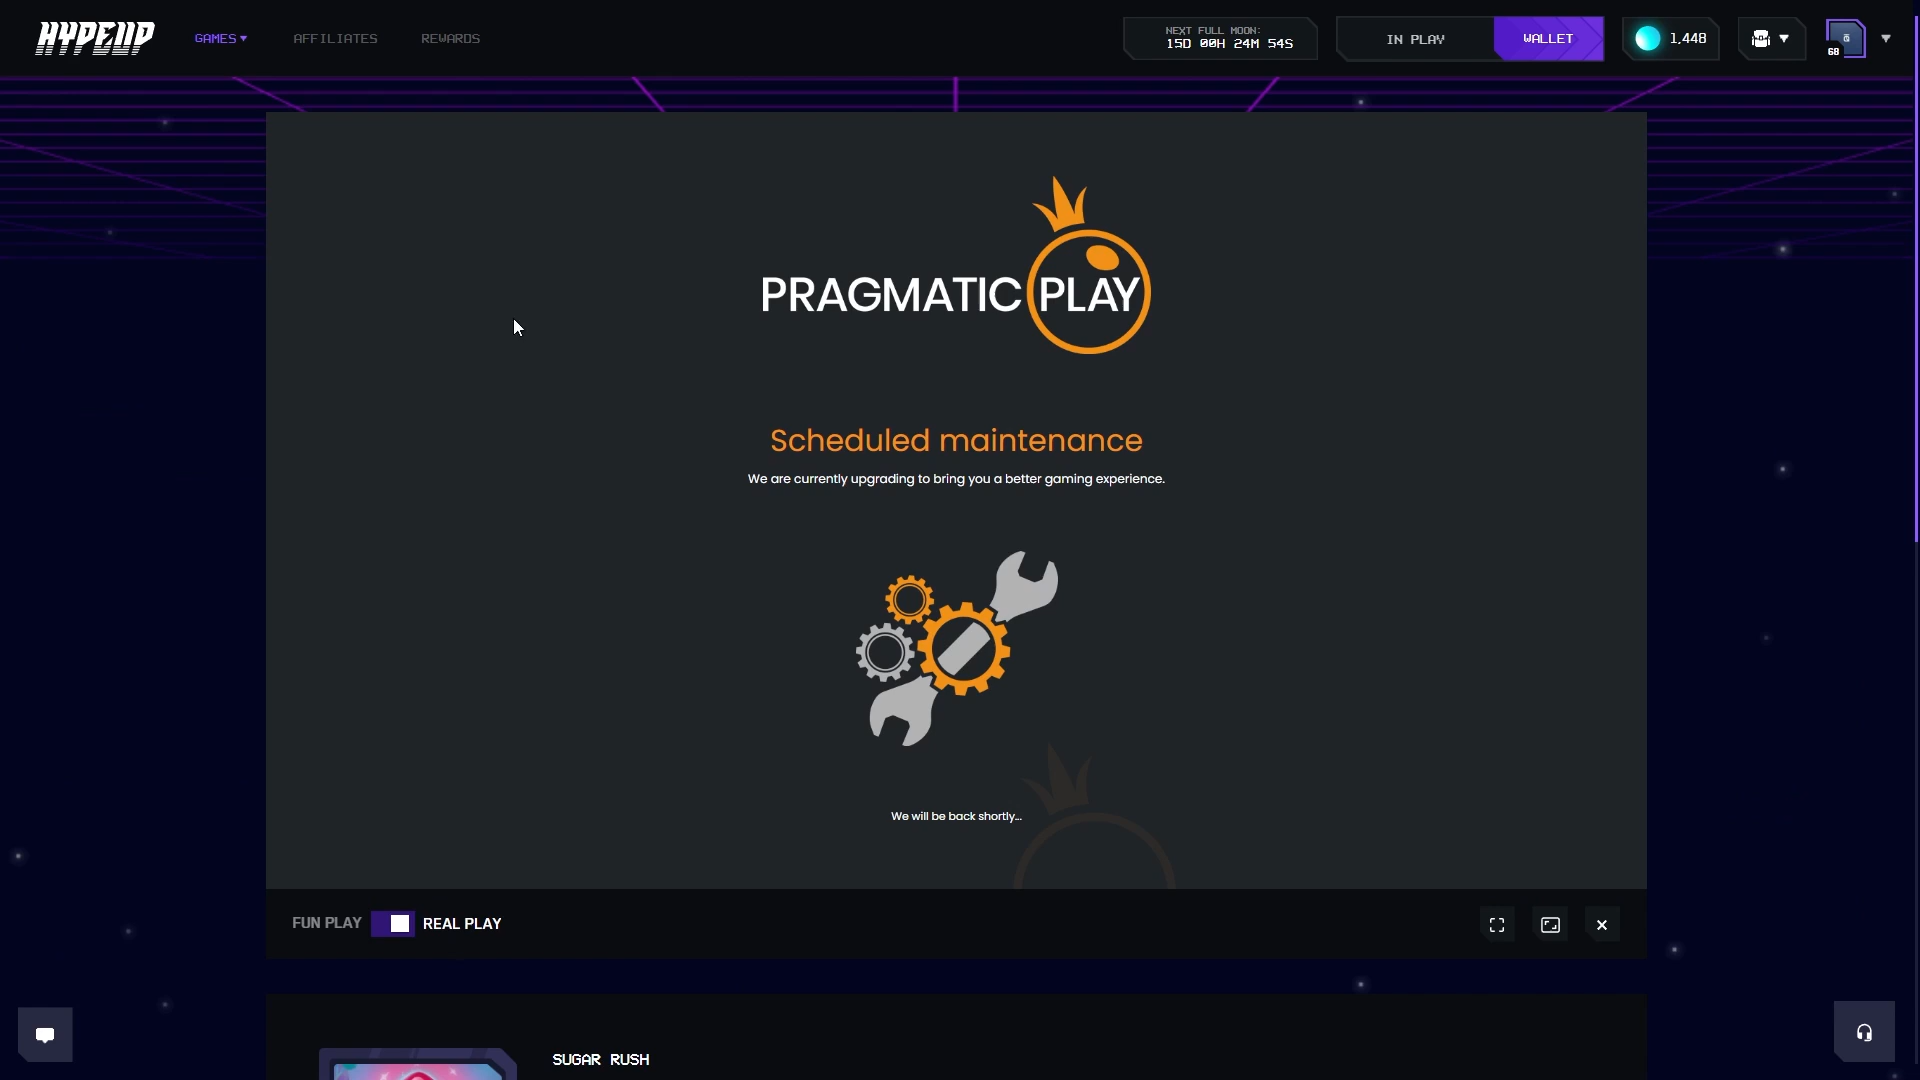 HYPEUP
GAMES
AFFILIATES
REWARDS
NEXT FULL MOON:
15D 00H 24M 54S
IN PLAY
WALLET
1,448
68
PRAGMATIC PLAY
Scheduled maintenance
We are currently upgrading to bring you a better gaming experience.
We will be back shortly...
FUN PLAY
REAL PLAY
SUGAR RUSH